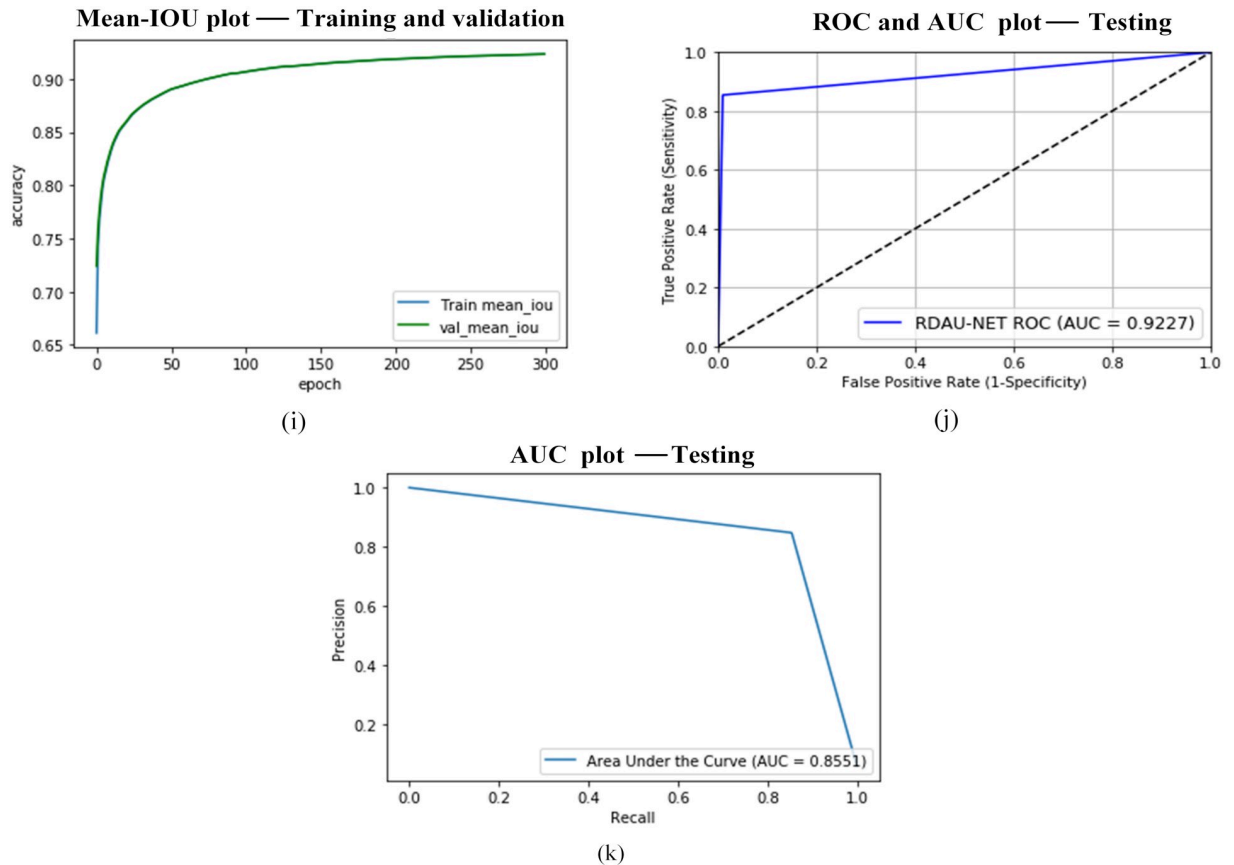 Mean-IOU plot — Training and validation
accuracy
0.90
0.85
0.80
0.75
0.70
0.65
Train mean_iou
val_mean_iou
0 50 100 150 200 250 300
epoch
(i)
ROC and AUC plot — Testing
True Positive Rate (Sensitivity)
1.0
0.8
0.6
0.4
0.2
0.0
RDAU-NET ROC (AUC = 0.9227)
0.0 0.2 0.4 0.6 0.8 1.0
False Positive Rate (1-Specificity)
(j)
AUC plot — Testing
Precision
1.0
0.8
0.6
0.4
0.2
Area Under the Curve (AUC = 0.8551)
0.0 0.2 0.4 0.6 0.8 1.0
Recall
(k)